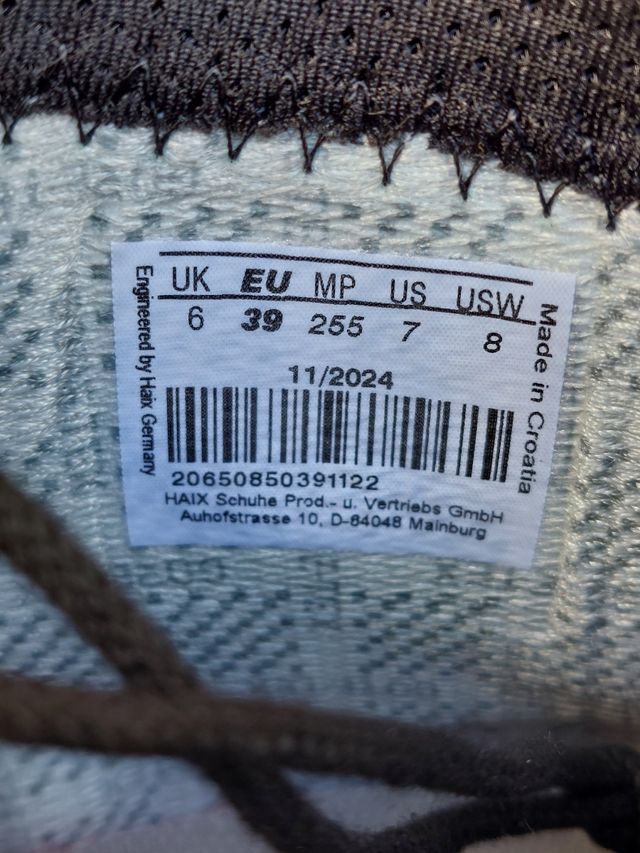 UK EU MP US USW
6 39 255 7 8
11/2024
20650850391122
HAIX Schuhe Prod.- u. Vertriebs GmbH
Auhofstrasse 10, D-84048 Mainburg
Engineered by Haix Germany
Made in Croatia